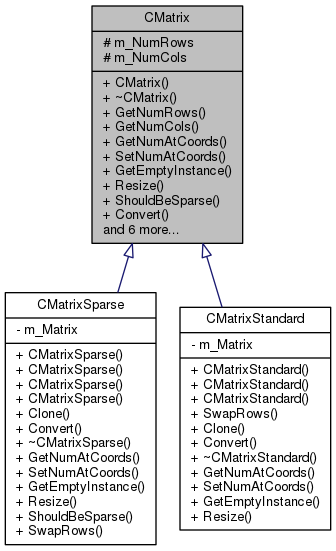 CMatrix
# m_NumRows
# m_NumCols
+ CMatrix()
+ ~CMatrix()
+ GetNumRows()
+ GetNumCols()
+ GetNumAtCoords()
+ SetNumAtCoords()
+ GetEmptyInstance()
+ Resize()
+ ShouldBeSparse()
+ Convert()
and 6 more...
CMatrixSparse
- m_Matrix
+ CMatrixSparse()
+ CMatrixSparse()
+ CMatrixSparse()
+ CMatrixSparse()
+ Clone()
+ Convert()
+ ~CMatrixSparse()
+ GetNumAtCoords()
+ SetNumAtCoords()
+ GetEmptyInstance()
+ Resize()
+ ShouldBeSparse()
+ SwapRows()
CMatrixStandard
- m_Matrix
+ CMatrixStandard()
+ CMatrixStandard()
+ CMatrixStandard()
+ SwapRows()
+ Clone()
+ Convert()
+ ~CMatrixStandard()
+ GetNumAtCoords()
+ SetNumAtCoords()
+ GetEmptyInstance()
+ Resize()